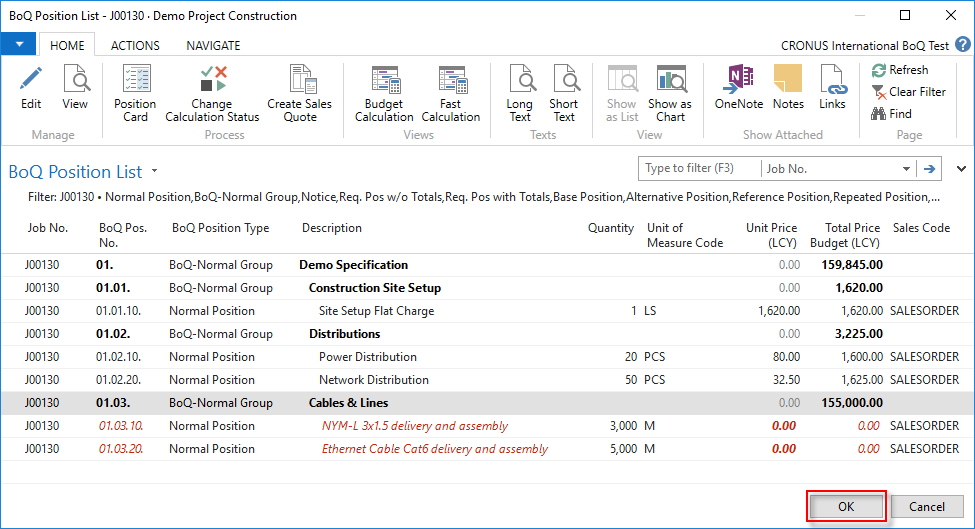 BoQ Position List - J00130 · Demo Project Construction
HOME ACTIONS NAVIGATE CRONUS International BoQ Test ?
Edit View Position Card Change Calculation Status Create Sales Quote Budget Calculation Fast Calculation Long Text Short Text Show as List Show as Chart OneNote Notes Links Refresh Clear Filter Find
Manage Process Views Texts View Show Attached Page
BoQ Position List Type to filter (F3) Job No.
Filter: J00130 • Normal Position,BoQ-Normal Group,Notice,Req. Pos w/o Totals,Req. Pos with Totals,Base Position,Alternative Position,Reference Position,Repeated Position,...
Job No. BoQ Pos. No. BoQ Position Type Description Quantity Unit of Measure Code Unit Price (LCY) Total Price Budget (LCY) Sales Code
J00130 01. BoQ-Normal Group Demo Specification 0.00 159,845.00
J00130 01.01. BoQ-Normal Group Construction Site Setup 0.00 1,620.00
J00130 01.01.10. Normal Position Site Setup Flat Charge 1 LS 1,620.00 1,620.00 SALESORDER
J00130 01.02. BoQ-Normal Group Distributions 0.00 3,225.00
J00130 01.02.10. Normal Position Power Distribution 20 PCS 80.00 1,600.00 SALESORDER
J00130 01.02.20. Normal Position Network Distribution 50 PCS 32.50 1,625.00 SALESORDER
J00130 01.03. BoQ-Normal Group Cables & Lines 0.00 155,000.00
J00130 01.03.10. Normal Position NYM-L 3x1.5 delivery and assembly 3,000 M 0.00 0.00 SALESORDER
J00130 01.03.20. Normal Position Ethernet Cable Cat6 delivery and assembly 5,000 M 0.00 0.00 SALESORDER
OK Cancel